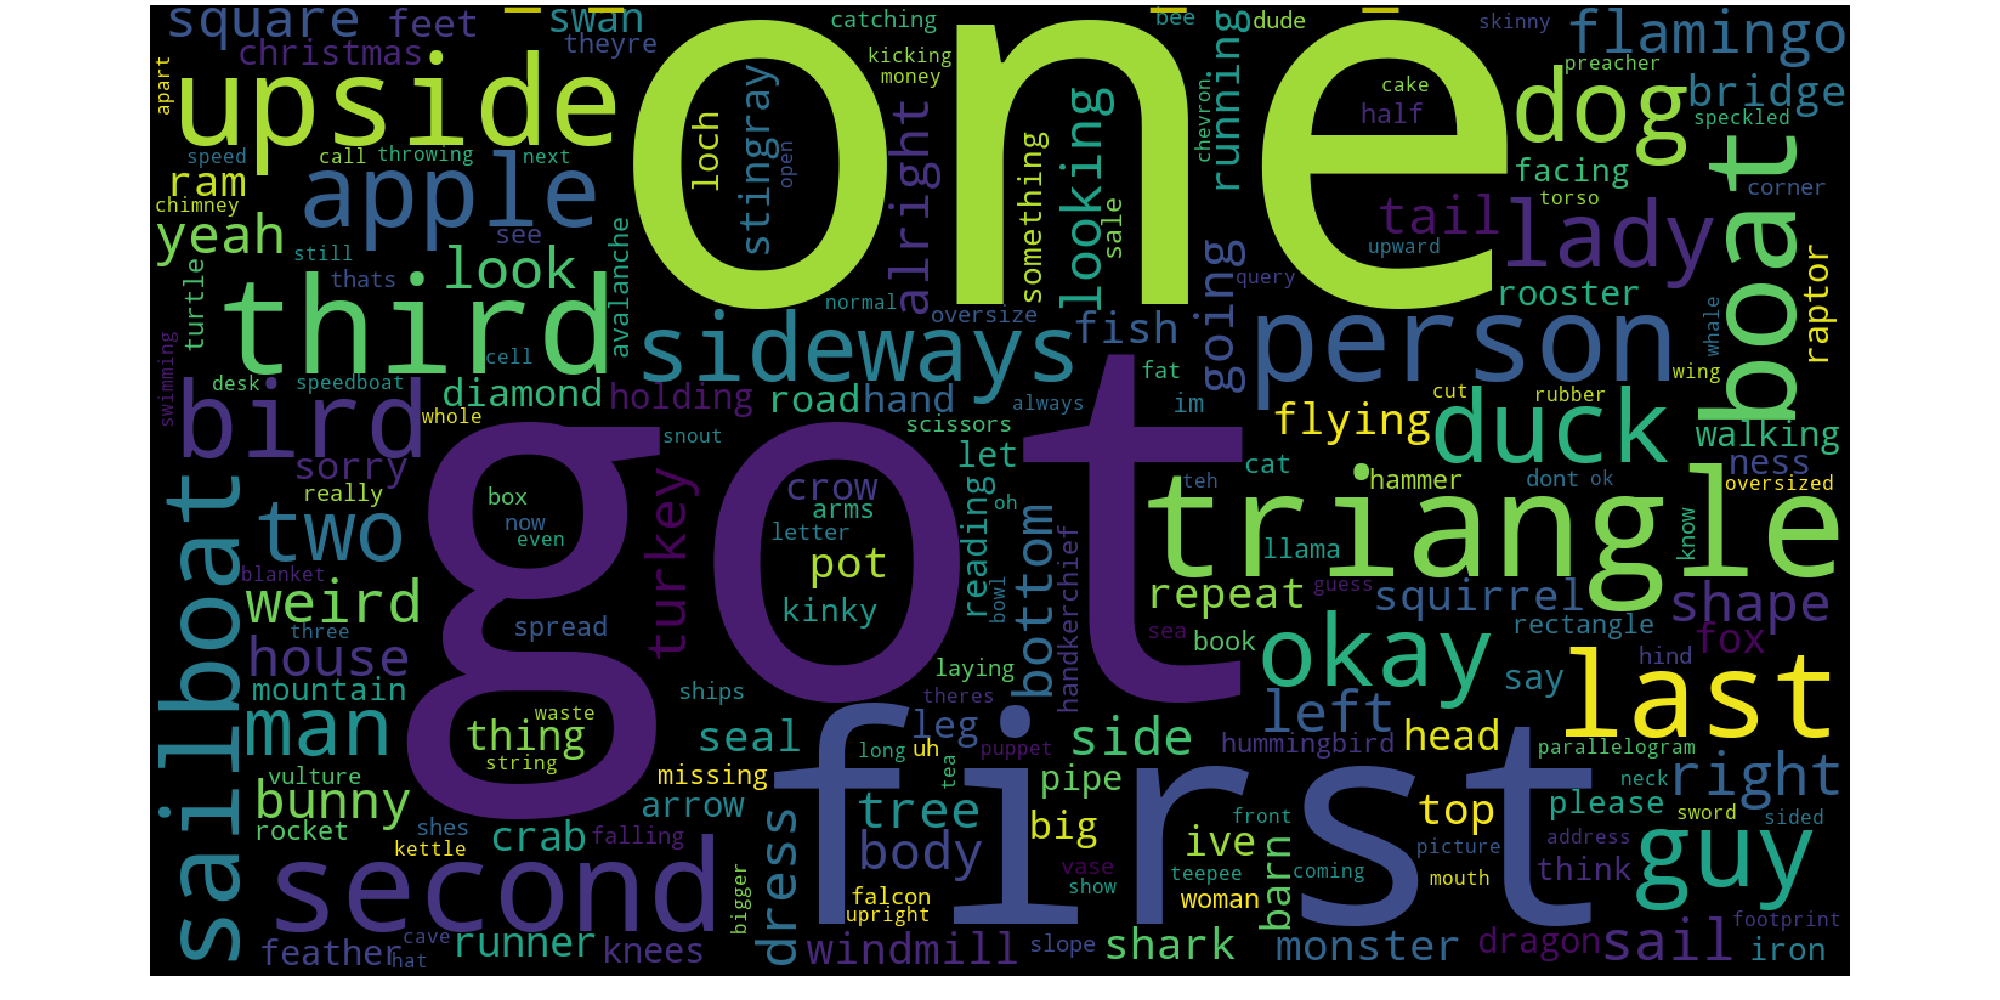 square
feet
swan
catching
bee
dude
skinny
flamingo
christmas
theyre
kicking
money
running
preacher
apart
upside
one
dog
bridge
cake
half
speckled
loch
stingray
open
alright
something
looking
sale
chevron
facing
boat
speed
call
throwing
next
ram
apple
chimney
torso
corner
tail
lady
upward
yeah
see
avalanche
still
look
thats
turtle
third
normal
oversize
going
query
rooster
whale
raptor
sideways
fish
person
cell
swimming
desk
speedboat
diamond
holding
road
hand
always
fat
im
wing
cut
rubber
bird
whole
scissors
flying
duck
walking
snout
sorry
got
let
cat
ness
really
box
crow
teh
hammer
dont
ok
oversized
sailboat
two
now
even
turkey
arms
letter
pot
reading
oh
bottom
handkerchief
triangle
llama
know
blanket
weird
kinky
bowl
repeat
guess
squirrel
shape
three
spread
sea
book
okay
rectangle
fox
house
laying
hind
mountain
ships
theres
left
say
last
man
waste
thing
string
seal
leg
uh
puppet
side
hummingbird
head
parallelogram
vulture
missing
long
tea
first
pipe
neck
right
bunny
arrow
tree
big
top
please
sword
sided
rocket
shes
kettle
crab
falling
dress
body
ive
front
barn
picture
address
guy
second
bigger
vase
show
teepee
coming
mouth
think
falcon
upright
woman
footprint
feather
cave
hat
runner
knees
windmill
slope
shark
monster
dragon
sail
iron